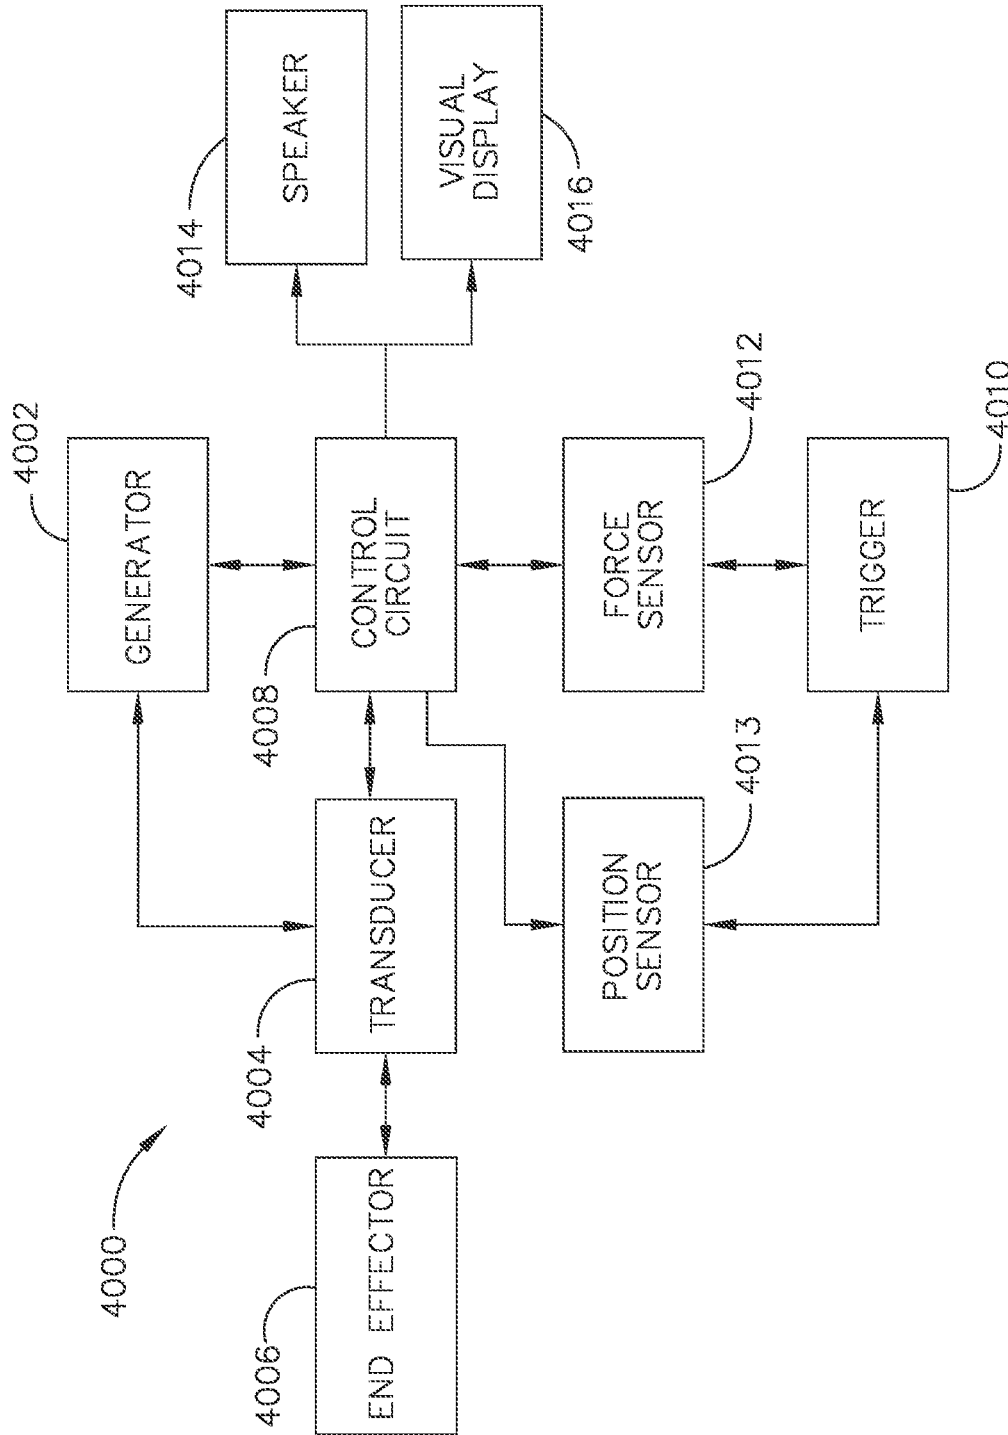 4000
4006
END EFFECTOR
4004
TRANSDUCER
4002
GENERATOR
4008
CONTROL
CIRCUIT
4014
SPEAKER
VISUAL
DISPLAY
4016
POSITION
SENSOR
4013
FORCE
SENSOR
4012
TRIGGER
4010